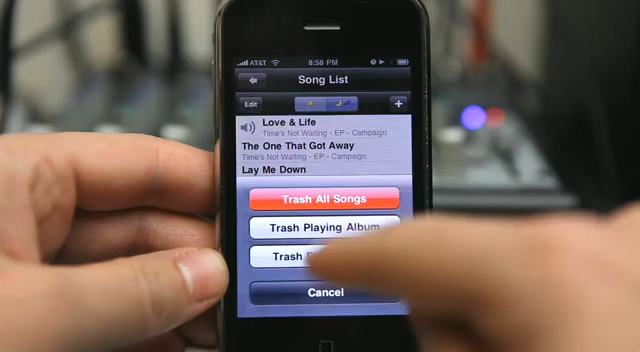 AT&T 8:58 PM
Song List
Edit +
Love & Life
Time's Not Waiting - EP - Campaign
The One That Got Away
Time's Not Waiting - EP - Campaign
Lay Me Down
Trash All Songs
Trash Playing Album
Trash
Cancel